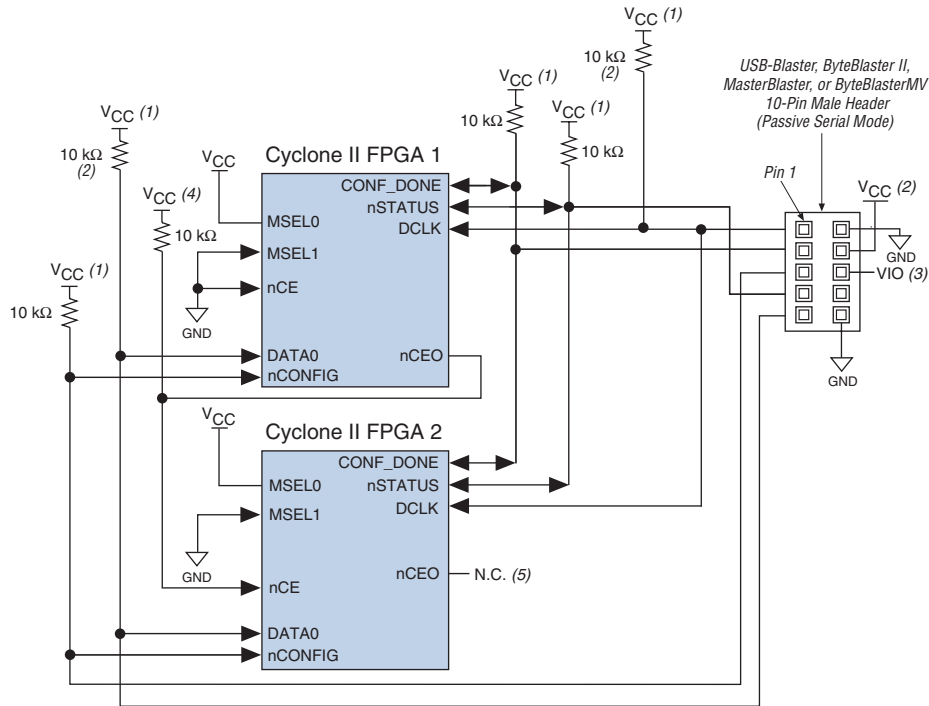 VCC (1)
10 kΩ
(2)
USB-Blaster, ByteBlaster II,
MasterBlaster, or ByteBlasterMV
10-Pin Male Header
(Passive Serial Mode)
VCC (1)
10 kΩ
VCC (1)
10 kΩ
VCC (1)
10 kΩ
(2)
VCC
Cyclone II FPGA 1
VCC (4)
10 kΩ
VCC (1)
10 kΩ
MSEL0
MSEL1
nCE
GND
DATA0
nCONFIG
CONF_DONE
nSTATUS
DCLK
nCEO
Pin 1
VCC (2)
GND
VIO (3)
GND
VCC
Cyclone II FPGA 2
MSEL0
MSEL1
GND
nCE
DATA0
nCONFIG
CONF_DONE
nSTATUS
DCLK
nCEO
N.C. (5)